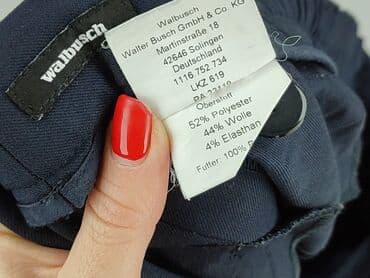 walbusch
Walbusch
Walter Busch GmbH & Co. KG
Martinstraße 18
42646 Solingen
Deutschland
1116 752 734
LKZ 619
Oberstoff
52% Polyester
44% Wolle
4% Elasthan
Futter: 100%